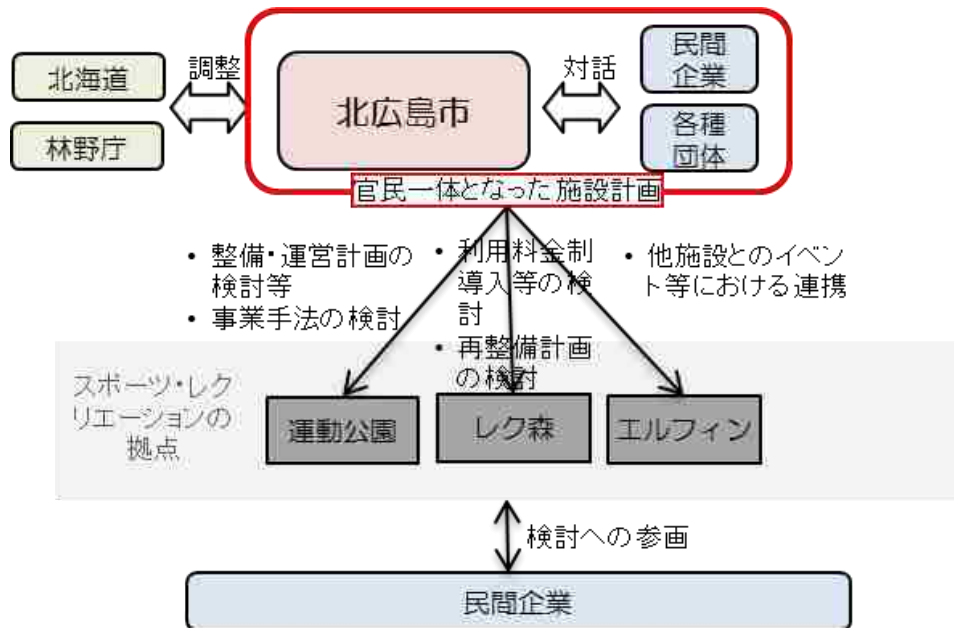 北海道
林野庁
調整
北広島市
対話
民間
企業
各種
団体
官民一体となった施設計画
• 整備・運営計画の
検討等
• 事業手法の検討
• 利用料金制
導入等の検
討
• 再整備計画
の検討
• 他施設とのイベン
ト等における連携
スポーツ・レク
リエーションの
拠点
運動公園
レク森
エルフィン
検討への参画
民間企業